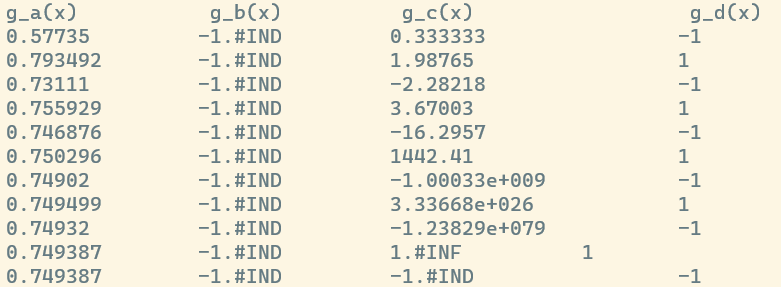 g_a(x) g_b(x) g_c(x) g_d(x)
0.57735 -1.#IND 0.333333 -1
0.793492 -1.#IND 1.98765 1
0.73111 -1.#IND -2.28218 -1
0.755929 -1.#IND 3.67003 1
0.746876 -1.#IND -16.2957 -1
0.750296 -1.#IND 1442.41 1
0.74902 -1.#IND -1.00033e+009 -1
0.749499 -1.#IND 3.33668e+026 1
0.74932 -1.#IND -1.23829e+079 -1
0.749387 -1.#IND 1.#INF 1
0.749387 -1.#IND -1.#IND -1